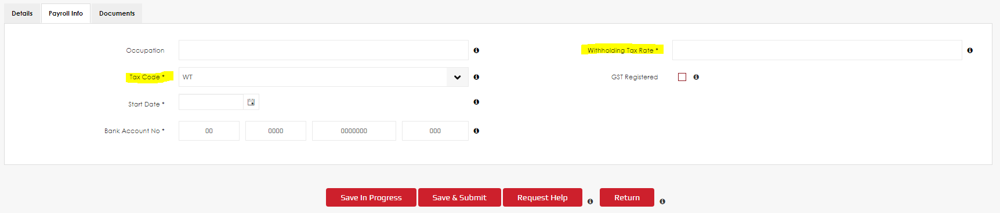 Details Payroll Info Documents
Occupation
Withholding Tax Rate *
Tax Code * WT
GST Registered
Start Date *
Bank Account No * 00 0000 0000000 000
Save In Progress Save & Submit Request Help Return